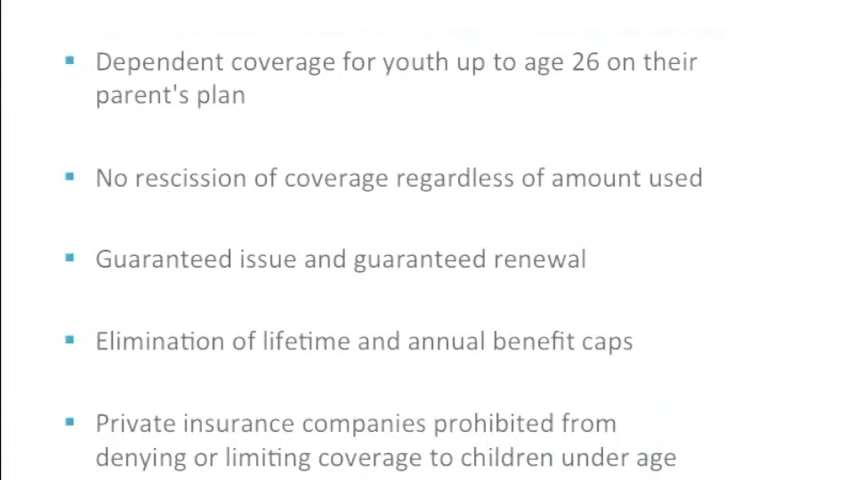 Dependent coverage for youth up to age 26 on their
parent's plan
No rescission of coverage regardless of amount used
Guaranteed issue and guaranteed renewal
Elimination of lifetime and annual benefit caps
Private insurance companies prohibited from
denying or limiting coverage to children under age